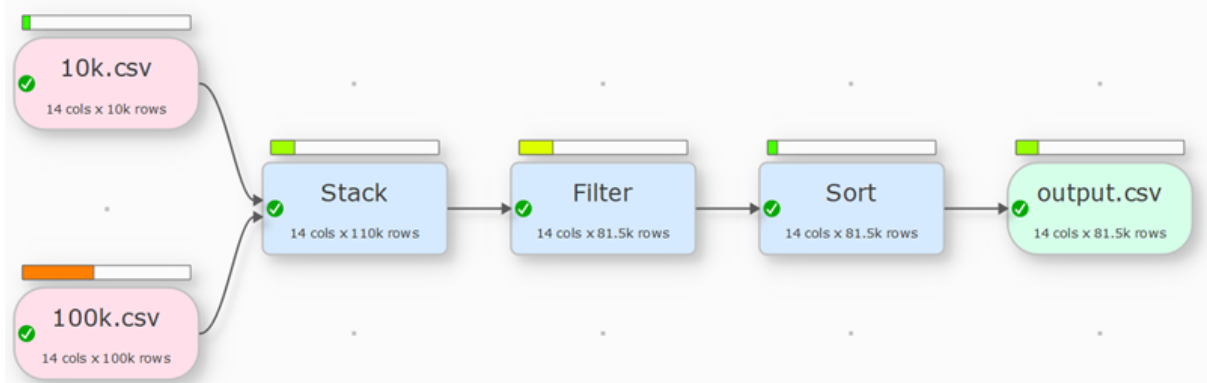 10k.csv
14 cols x 10k rows
100k.csv
14 cols x 100k rows
Stack
14 cols x 110k rows
Filter
14 cols x 81.5k rows
Sort
14 cols x 81.5k rows
output.csv
14 cols x 81.5k rows